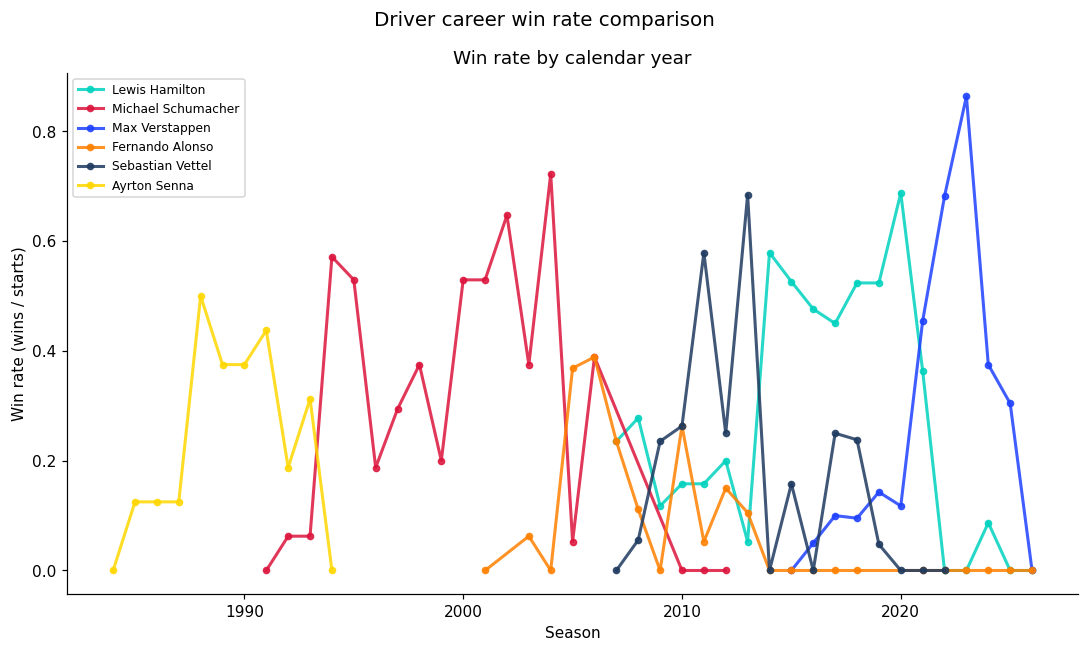 Driver career win rate comparison
Win rate by calendar year
Lewis Hamilton
Michael Schumacher
Max Verstappen
Fernando Alonso
Sebastian Vettel
Ayrton Senna
Win rate (wins / starts)
0.8
0.6
0.4
0.2
0.0
1990
2000
2010
2020
Season